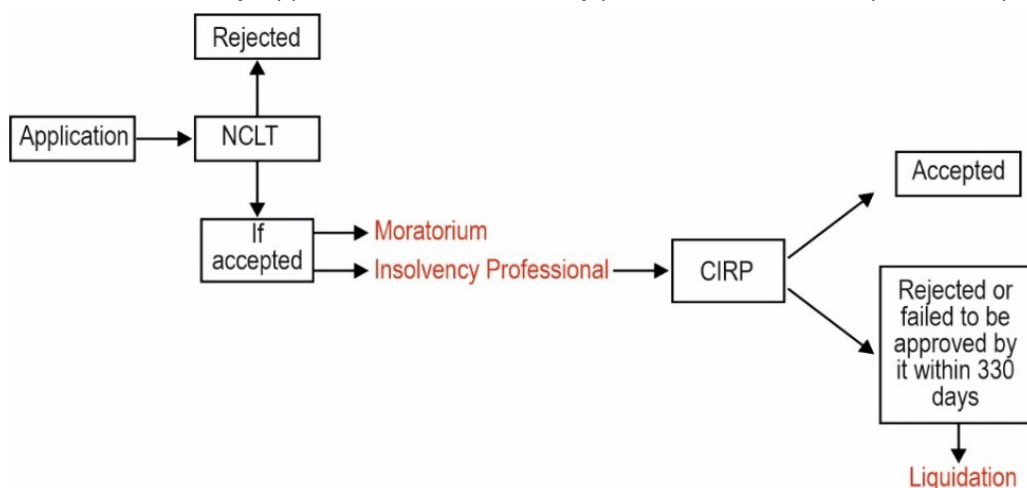 Rejected
Application
NCLT
If
accepted
Moratorium
Insolvency Professional
CIRP
Accepted
Rejected or
failed to be
approved by
it within 330
days
Liquidation